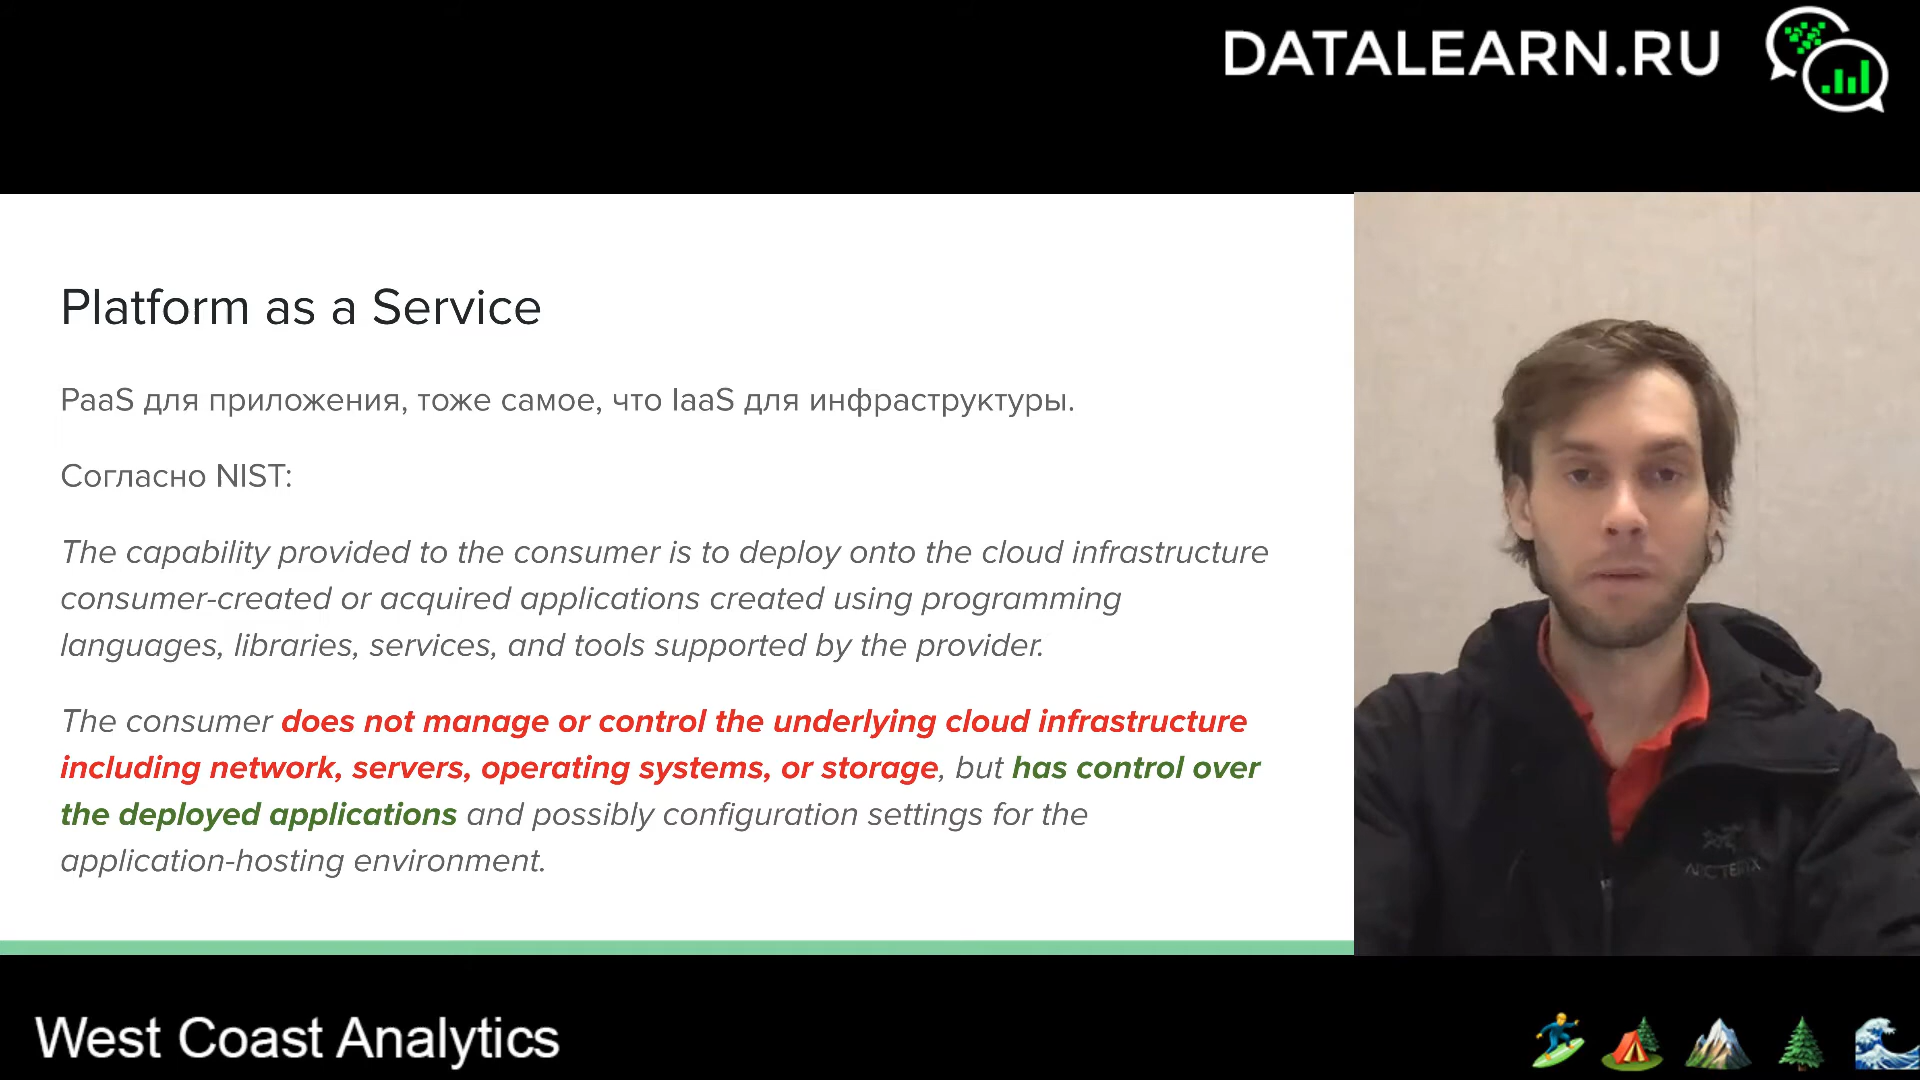 DATALEARN.RU
Platform as a Service
PaaS для приложения, тоже самое, что IaaS для инфраструктуры.
Согласно NIST:
The capability provided to the consumer is to deploy onto the cloud infrastructure
consumer-created or acquired applications created using programming
languages, libraries, services, and tools supported by the provider.
The consumer does not manage or control the underlying cloud infrastructure
including network, servers, operating systems, or storage, but has control over
the deployed applications and possibly configuration settings for the
application-hosting environment.
ARC'TERYX
West Coast Analytics